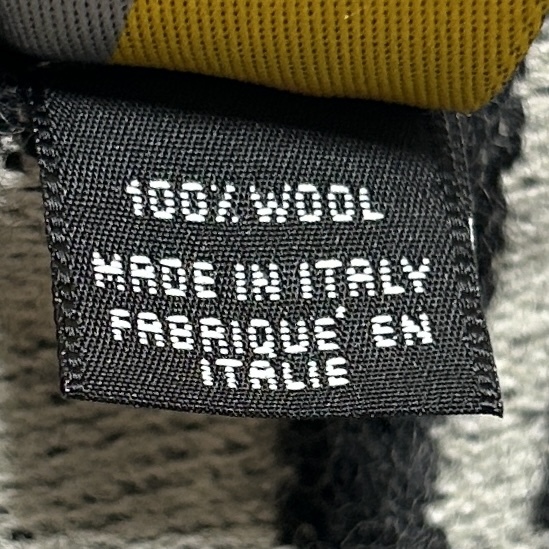 100% WOOL
MADE IN ITALY
FABRIQUE' EN
ITALIE